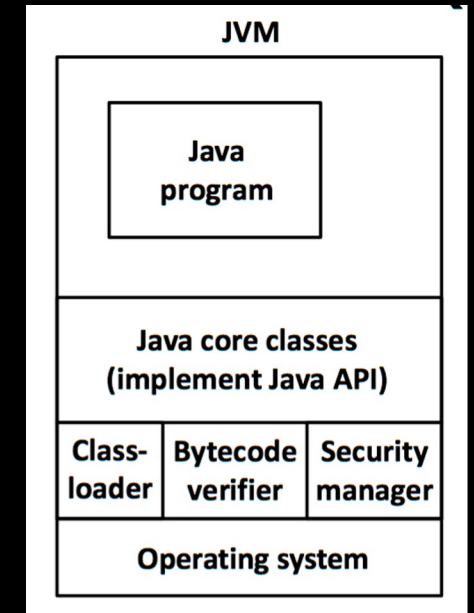 JVM
Java
program
Java core classes
(implement Java API)
Class-
loader
Bytecode
verifier
Security
manager
Operating system